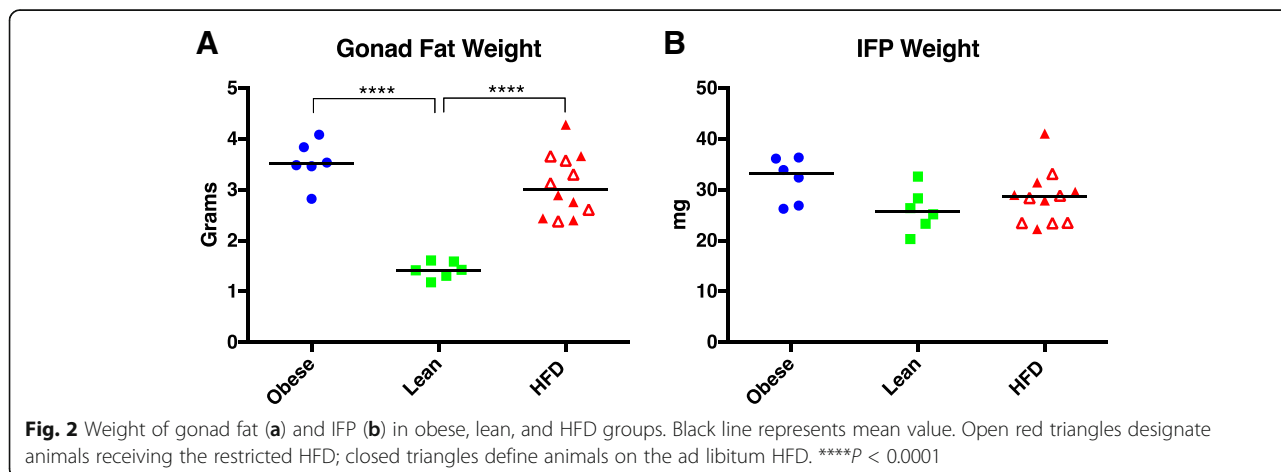 A
Gonad Fat Weight
5
4
3
2
1
0
Grams
****
****
Obese
Lean
HFD
B
IFP Weight
50
40
30
20
10
0
mg
Obese
Lean
HFD
Fig. 2 Weight of gonad fat (a) and IFP (b) in obese, lean, and HFD groups. Black line represents mean value. Open red triangles designate
animals receiving the restricted HFD; closed triangles define animals on the ad libitum HFD. ****P < 0.0001